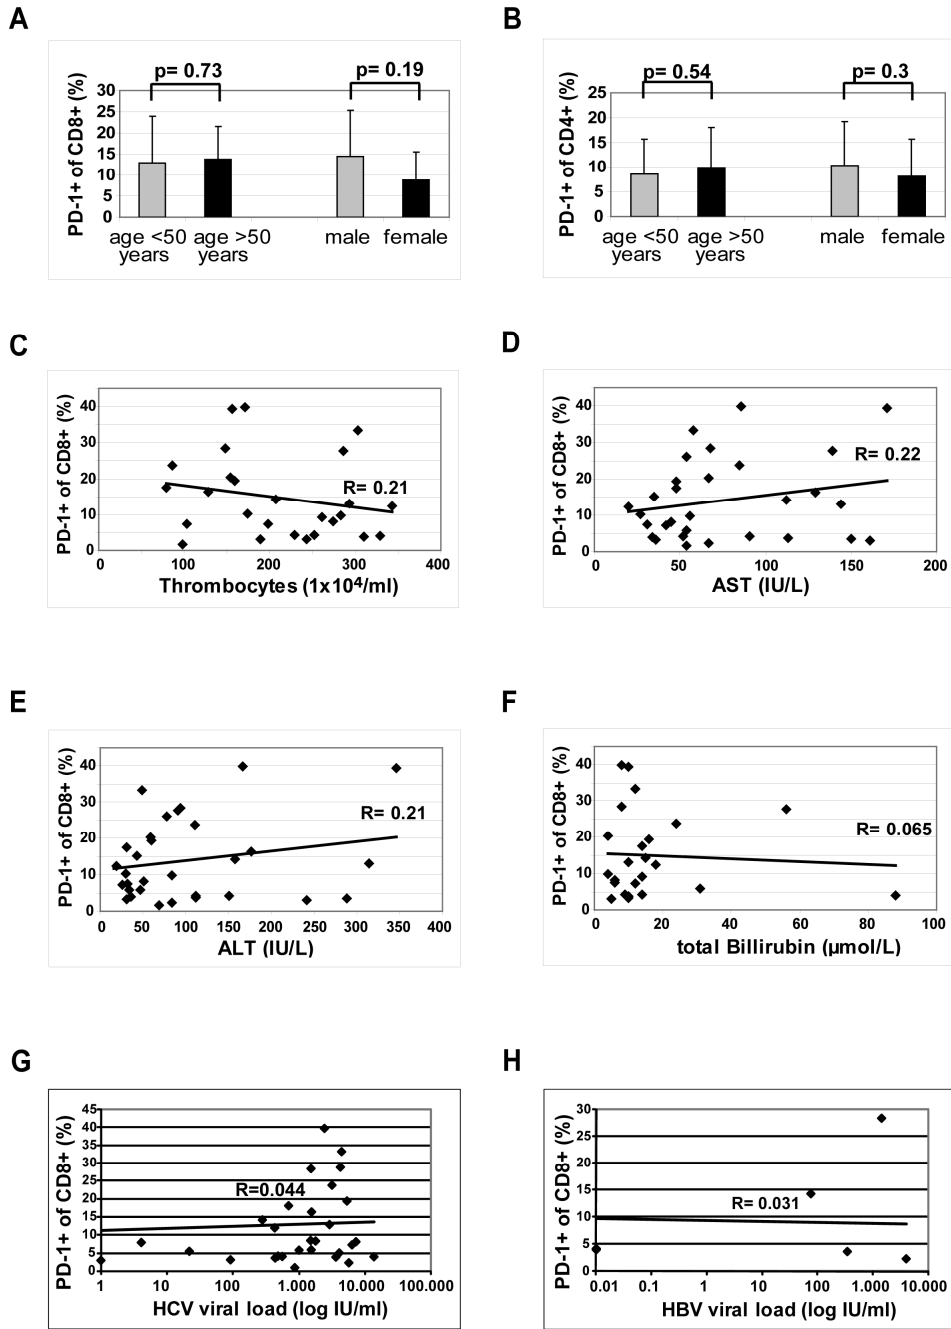 A
p= 0.73
p= 0.19
PD-1+ of CD8+ (%)
30
25
20
15
10
5
0
age <50 years
age >50 years
male
female
B
p= 0.54
p= 0.3
PD-1+ of CD4+ (%)
25
20
15
10
5
0
age <50 years
age >50 years
male
female
C
PD-1+ of CD8+ (%)
40
30
20
10
0
R= 0.21
0 100 200 300 400
Thrombocytes (1x10⁴/ml)
D
PD-1+ of CD8+ (%)
40
30
20
10
0
R= 0.22
0 50 100 150 200
AST (IU/L)
E
PD-1+ of CD8+ (%)
40
30
20
10
0
R= 0.21
0 50 100 150 200 250 300 350 400
ALT (IU/L)
F
PD-1+ of CD8+ (%)
40
30
20
10
0
R= 0.065
0 20 40 60 80 100
total Billirubin (µmol/L)
G
PD-1+ of CD8+ (%)
45
40
35
30
25
20
15
10
5
0
R=0.044
1 10 100 1.000 10.000 100.000
HCV viral load (log IU/ml)
H
PD-1+ of CD8+ (%)
30
25
20
15
10
5
0
R= 0.031
0.01 0.1 1 10 100 1.000 10.000
HBV viral load (log IU/ml)